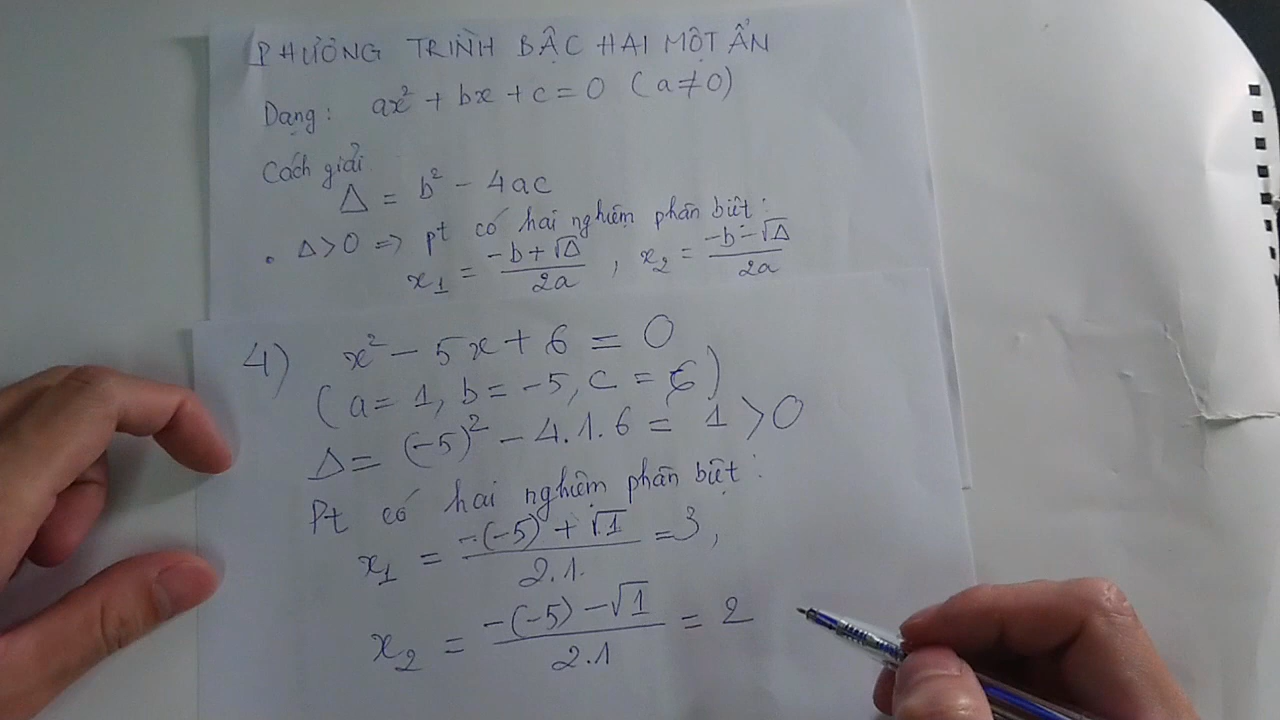 PHƯƠNG TRÌNH BẬC HAI MỘT ẨN
Dạng: ax² + bx + c = 0 (a ≠ 0)
Cách giải
Δ = b² - 4ac
• Δ > 0 => pt có hai nghiệm phân biệt:
x₁ = (-b + √Δ)/2a , x₂ = (-b - √Δ)/2a
4) x² - 5x + 6 = 0
(a = 1, b = -5, c = 6)
Δ = (-5)² - 4.1.6 = 1 > 0
Pt có hai nghiệm phân biệt:
x₁ = (-(-5) + √1)/2.1. = 3,
x₂ = (-(-5) - √1)/2.1 = 2